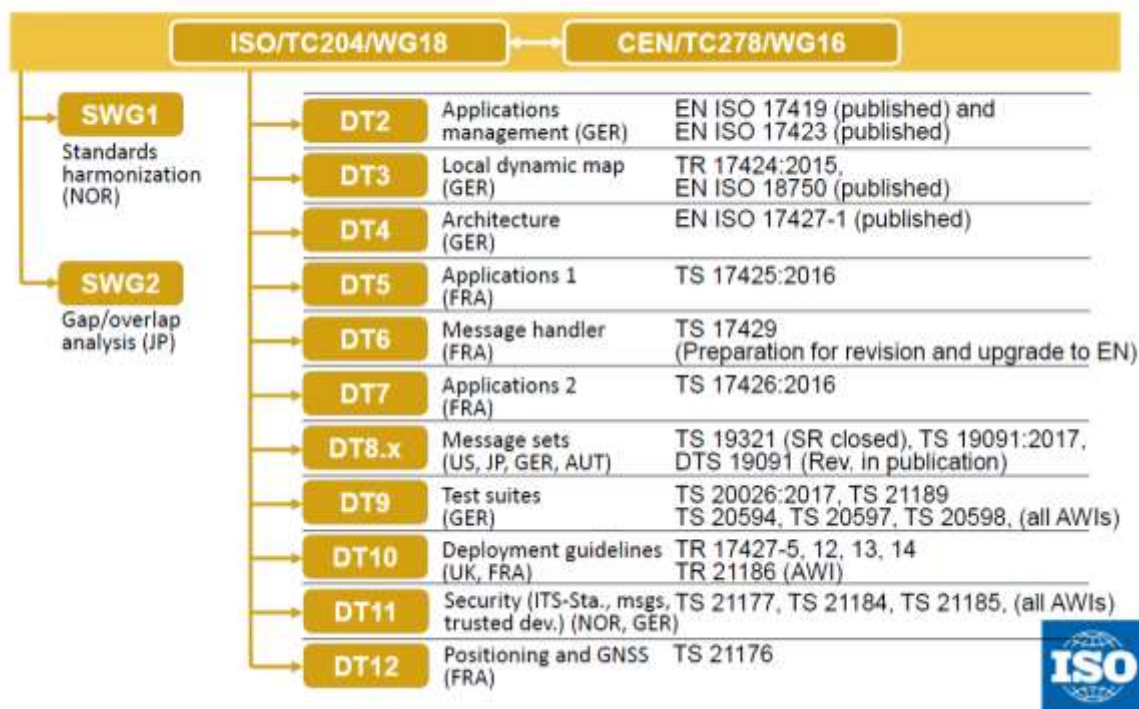 ISO/TC204/WG18
CEN/TC278/WG16
SWG1
Standards
harmonization
(NOR)
SWG2
Gap/overlap
analysis (JP)
DT2
Applications
management (GER)
EN ISO 17419 (published) and
EN ISO 17423 (published)
DT3
Local dynamic map
(GER)
TR 17424:2015,
EN ISO 18750 (published)
DT4
Architecture
(GER)
EN ISO 17427-1 (published)
DT5
Applications 1
(FRA)
TS 17425:2016
DT6
Message handler
(FRA)
TS 17429
(Preparation for revision and upgrade to EN)
DT7
Applications 2
(FRA)
TS 17426:2016
DT8.x
Message sets
(US, JP, GER, AUT)
TS 19321 (SR closed), TS 19091:2017,
DTS 19091 (Rev. in publication)
DT9
Test suites
(GER)
TS 20026:2017, TS 21189
TS 20594, TS 20597, TS 20598, (all AWIs)
DT10
Deployment guidelines
(UK, FRA)
TR 17427-5, 12, 13, 14
TR 21186 (AWI)
DT11
Security (ITS-Sta., msgs,
trusted dev.) (NOR, GER)
TS 21177, TS 21184, TS 21185, (all AWIs)
DT12
Positioning and GNSS
(FRA)
TS 21176
ISO